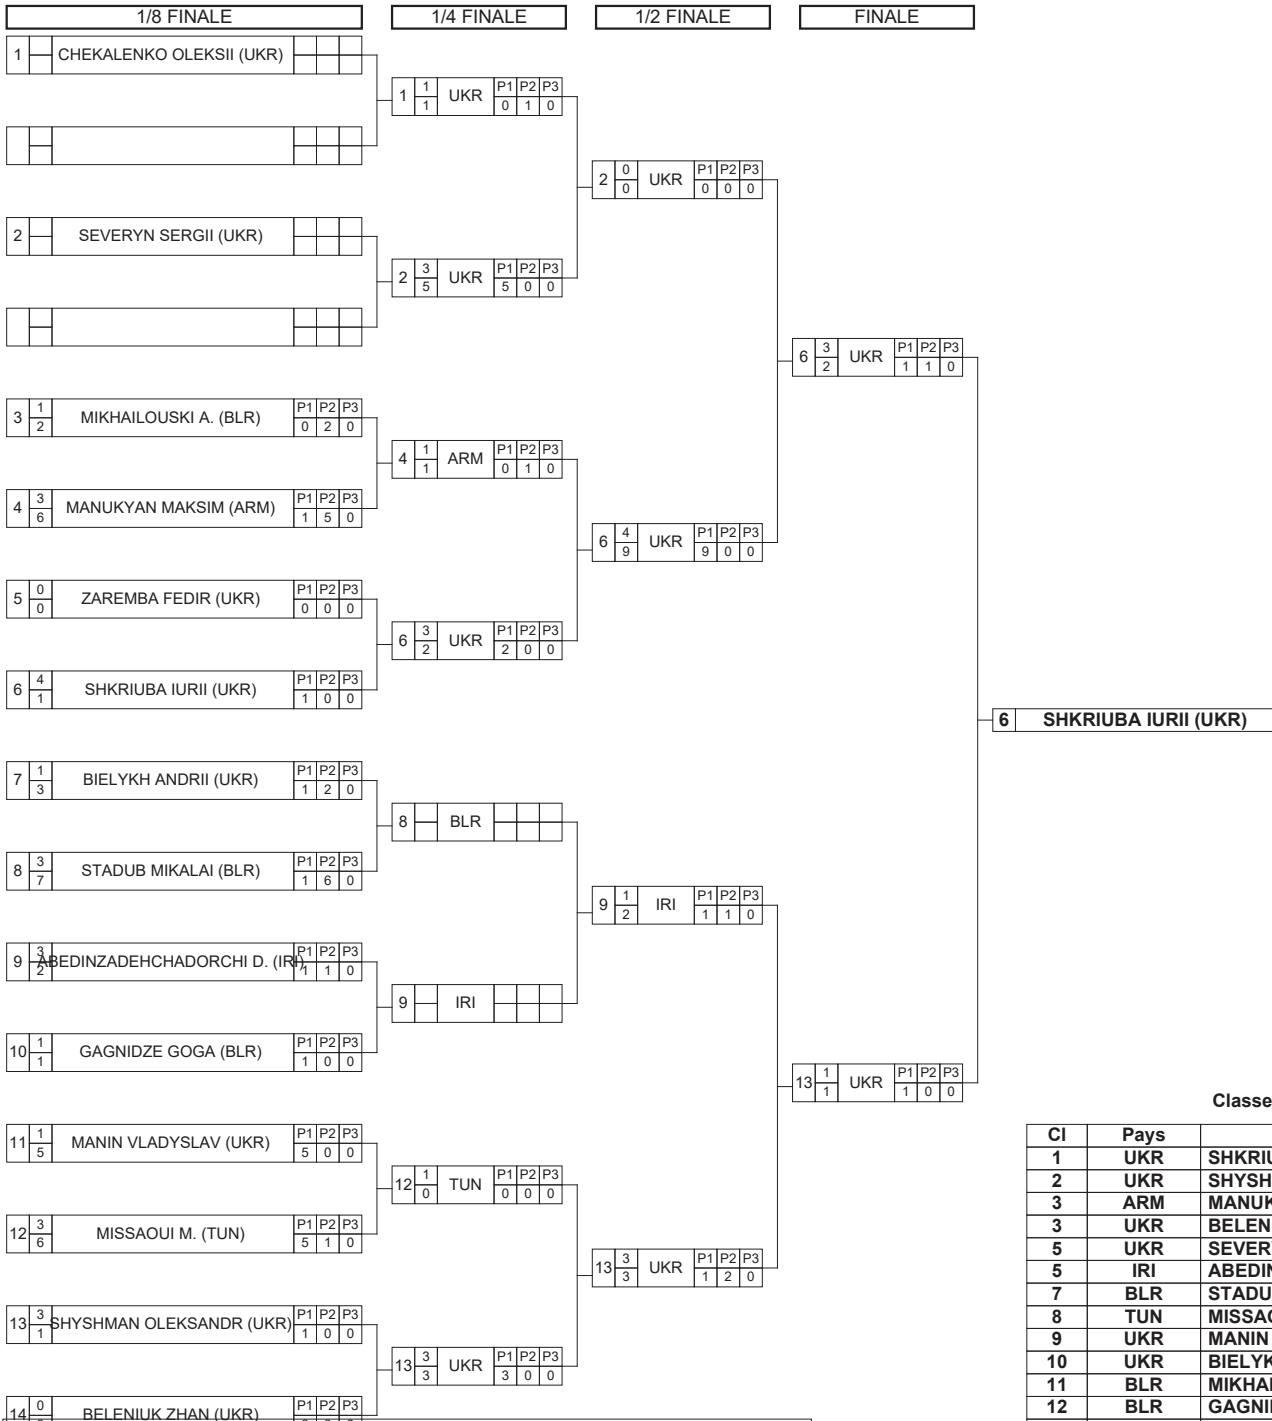 1/8 FINALE 1/4 FINALE 1/2 FINALE FINALE
1 CHEKALENKO OLEKSII (UKR)
1 1 1 UKR P1 P2 P3 0 1 0
2 0 0 UKR P1 P2 P3 0 0 0
2 SEVERYN SERGII (UKR)
2 3 5 UKR P1 P2 P3 5 0 0
6 3 2 UKR P1 P2 P3 1 1 0
3 1 2 MIKHAILOUSKI A. (BLR) P1 P2 P3 0 2 0
4 1 1 ARM P1 P2 P3 0 1 0
4 3 6 MANUKYAN MAKSIM (ARM) P1 P2 P3 1 5 0
6 4 9 UKR P1 P2 P3 9 0 0
5 0 0 ZAREMBA FEDIR (UKR) P1 P2 P3 0 0 0
6 3 2 UKR P1 P2 P3 2 0 0
6 4 1 SHKRIUBA IURII (UKR) P1 P2 P3 1 0 0
6 SHKRIUBA IURII (UKR)
7 1 3 BIELYKH ANDRII (UKR) P1 P2 P3 1 2 0
8 BLR
8 3 7 STADUB MIKALAI (BLR) P1 P2 P3 1 6 0
9 1 2 IRI P1 P2 P3 1 1 0
9 3 2 ABEDINZADEHCHADORCHI D. (IRI) P1 P2 P3 1 1 0
9 IRI
10 1 1 GAGNIDZE GOGA (BLR) P1 P2 P3 1 0 0
13 1 1 UKR P1 P2 P3 1 0 0
11 1 5 MANIN VLADYSLAV (UKR) P1 P2 P3 5 0 0
12 1 0 TUN P1 P2 P3 0 0 0
12 3 6 MISSAOUI M. (TUN) P1 P2 P3 5 1 0
13 3 3 UKR P1 P2 P3 1 2 0
13 3 1 SHYSHMAN OLEKSANDR (UKR) P1 P2 P3 1 0 0
13 3 3 UKR P1 P2 P3 3 0 0
14 0 BELENIUK ZHAN (UKR) P1 P2 P3
Classe
Cl Pays
1 UKR SHKRIU
2 UKR SHYSH
3 ARM MANUK
3 UKR BELEN
5 UKR SEVER
5 IRI ABEDIN
7 BLR STADU
8 TUN MISSAO
9 UKR MANIN
10 UKR BIELYK
11 BLR MIKHAI
12 BLR GAGNI